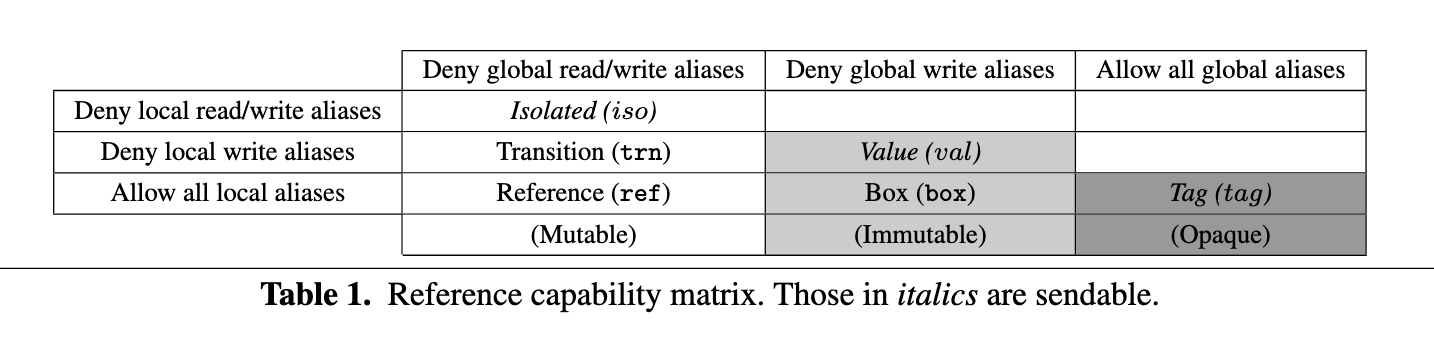 Deny global read/write aliases Deny global write aliases Allow all global aliases
Deny local read/write aliases Isolated (iso)
Deny local write aliases Transition (trn) Value (val)
Allow all local aliases Reference (ref) Box (box) Tag (tag)
(Mutable) (Immutable) (Opaque)
Table 1. Reference capability matrix. Those in italics are sendable.